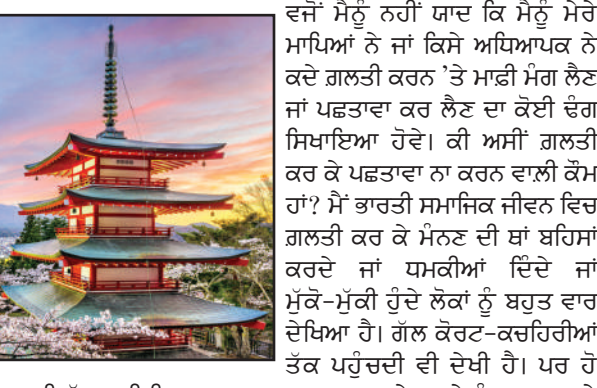 ਵਜੋਂ ਮੈਨੂੰ ਨਹੀਂ ਯਾਦ ਕਿ ਮੈਨੂੰ ਮੇਰੇ
ਮਾਪਿਆਂ ਨੇ ਜਾਂ ਕਿਸੇ ਅਧਿਆਪਕ ਨੇ
ਕਦੇ ਗ਼ਲਤੀ ਕਰਨ ’ਤੇ ਮਾਫ਼ੀ ਮੰਗ ਲੈਣ
ਜਾਂ ਪਛਤਾਵਾ ਕਰ ਲੈਣ ਦਾ ਕੋਈ ਢੰਗ
ਸਿਖਾਇਆ ਹੋਵੇ। ਕੀ ਅਸੀਂ ਗ਼ਲਤੀ
ਕਰ ਕੇ ਪਛਤਾਵਾ ਨਾ ਕਰਨ ਵਾਲੀ ਕੌਮ
ਹਾਂ? ਮੈਂ ਭਾਰਤੀ ਸਮਾਜਿਕ ਜੀਵਨ ਵਿਚ
ਗ਼ਲਤੀ ਕਰ ਕੇ ਮੰਨਣ ਦੀ ਥਾਂ ਬਹਿਸਾਂ
ਕਰਦੇ ਜਾਂ ਧਮਕੀਆਂ ਦਿੰਦੇ ਜਾਂ
ਮੁੱਕੋ-ਮੁੱਕੀ ਹੁੰਦੇ ਲੋਕਾਂ ਨੂੰ ਬਹੁਤ ਵਾਰ
ਦੇਖਿਆ ਹੈ। ਗੱਲ ਕੋਰਟ-ਕਚਹਿਰੀਆਂ
ਤੱਕ ਪਹੁੰਚਦੀ ਵੀ ਦੇਖੀ ਹੈ। ਪਰ ਹੋ